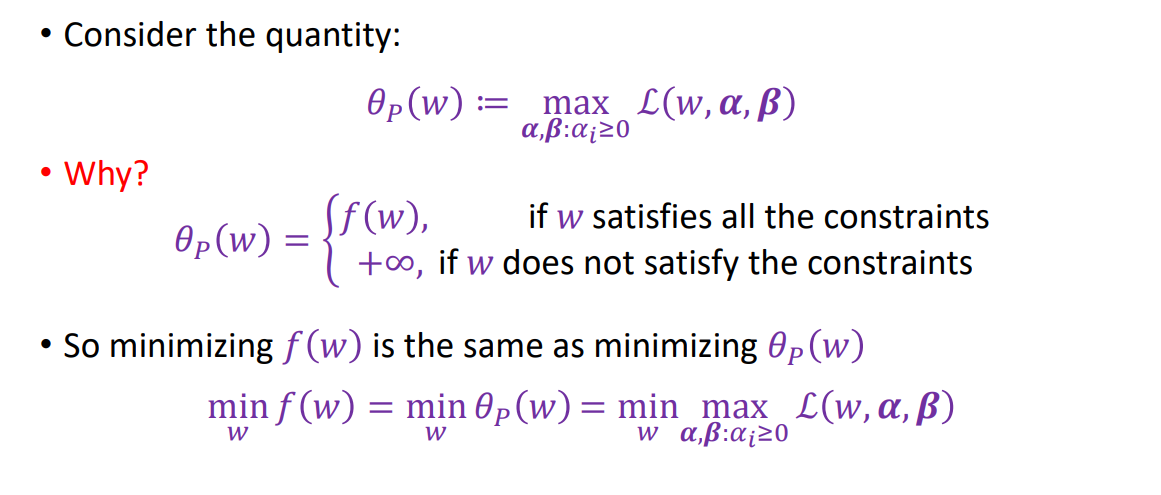 • Consider the quantity:
θ_P(w) ≔ max_{α,β:α_i≥0} ℒ(w, α, β)
• Why?
θ_P(w) = { f(w), if w satisfies all the constraints
+∞, if w does not satisfy the constraints
• So minimizing f(w) is the same as minimizing θ_P(w)
min_w f(w) = min_w θ_P(w) = min_w max_{α,β:α_i≥0} ℒ(w, α, β)